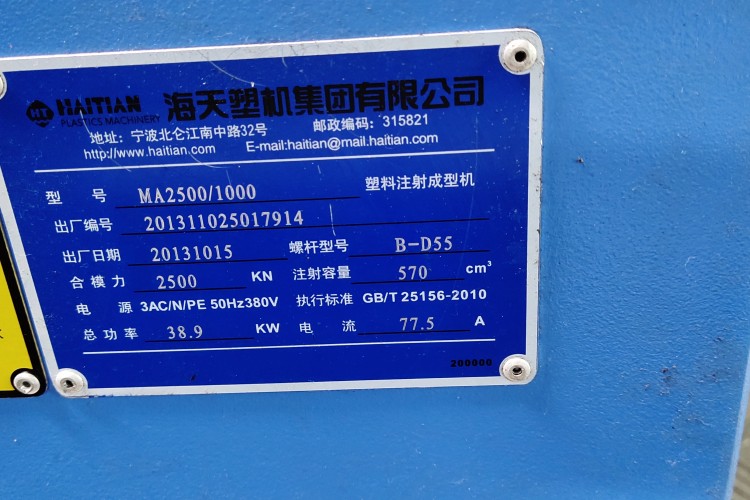 HT HAITIAN 海天塑机集团有限公司
PLASTICS MACHINERY
地址: 宁波北仑江南中路32号 邮政编码: 315821
http://www.haitian.com E-mail:haitian@mail.haitian.com
型 号 MA2500/1000 塑料注射成型机
出厂编号 201311025017914
出厂日期 20131015 螺杆型号 B-D55
合模力 2500 KN 注射容量 570 cm³
电 源 3AC/N/PE 50Hz380V 执行标准 GB/T 25156-2010
总功率 38.9 KW 电 流 77.5 A
200000